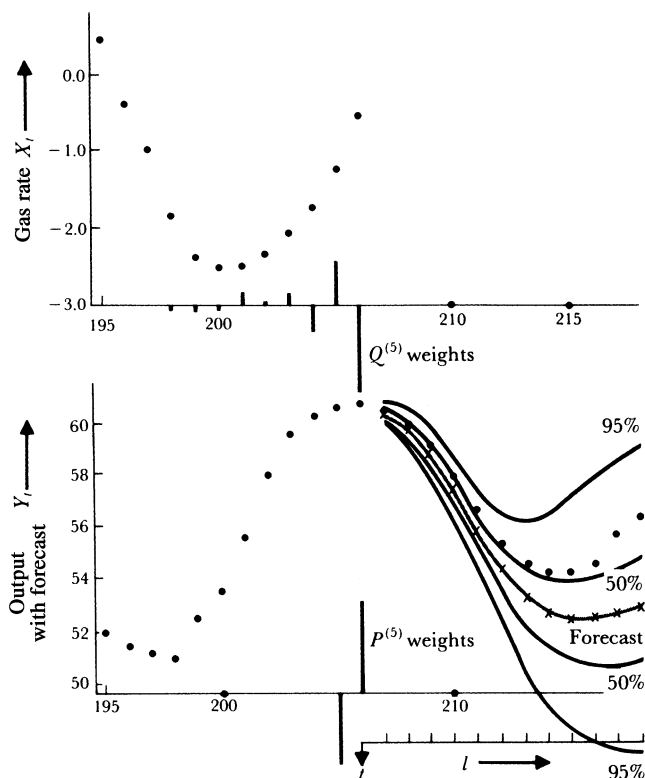 Gas rate X_t
0.0
−1.0
−2.0
−3.0
195
200
210
215
Q^(5) weights
Output
with forecast
Y_t
60
58
56
54
52
50
95%
50%
Forecast
50%
P^(5) weights
195
200
210
t
l
95%